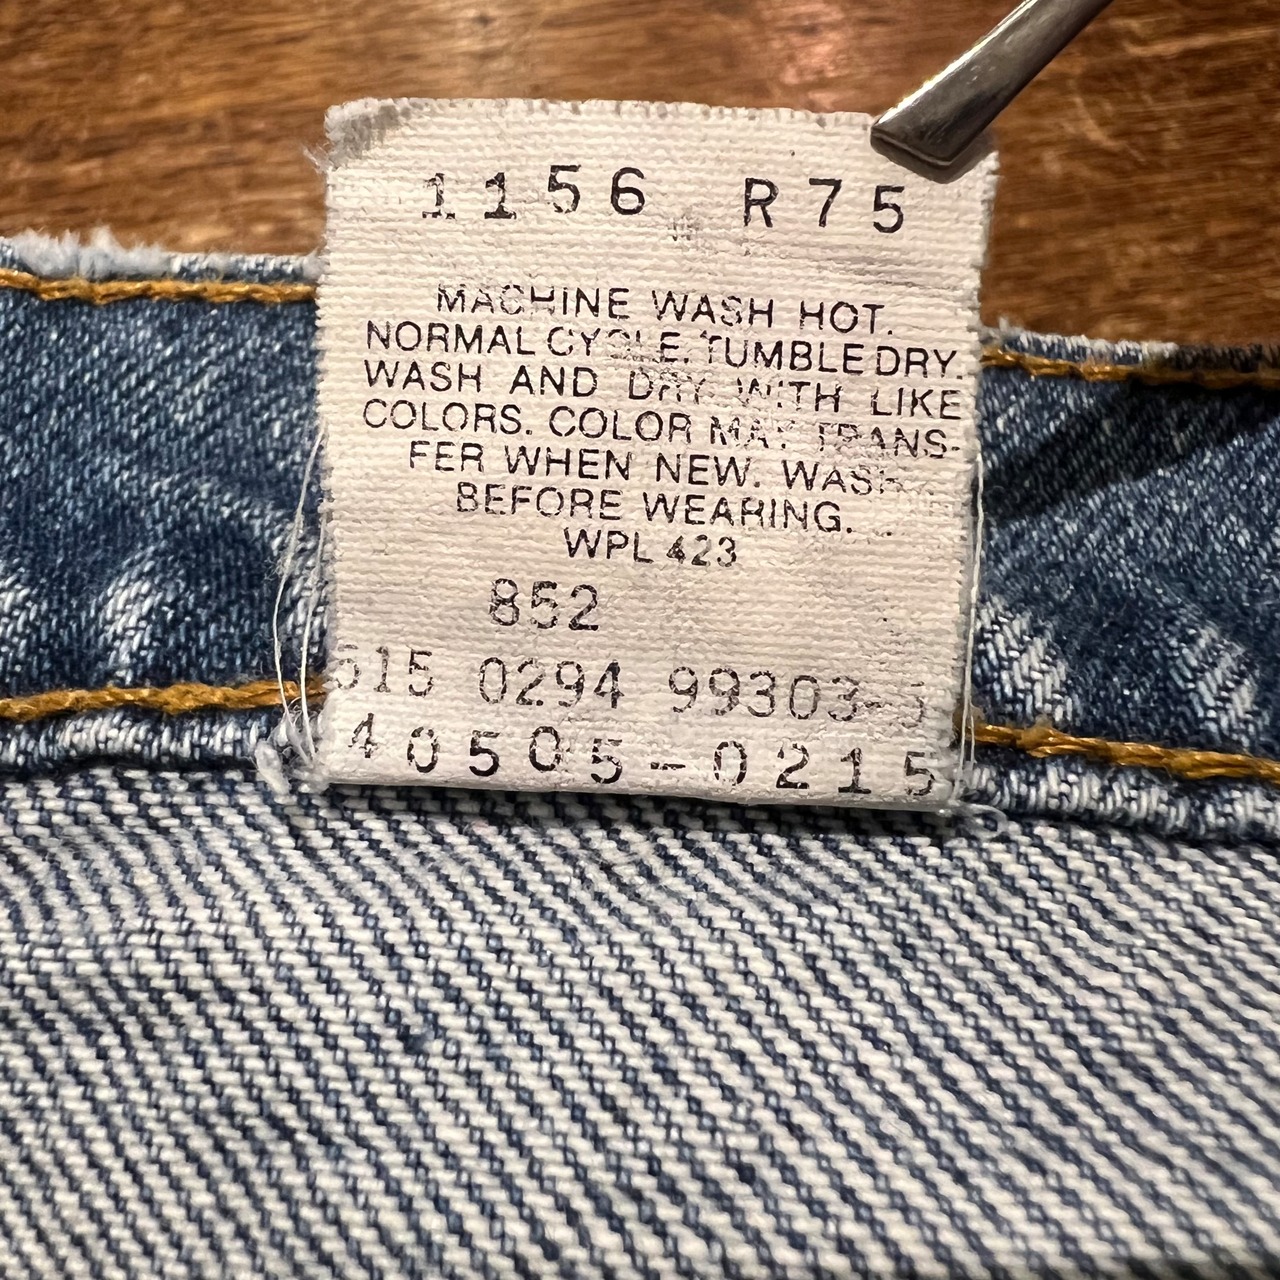 1156 R75
MACHINE WASH HOT.
NORMAL CYCLE. TUMBLE DRY.
WASH AND DRY WITH LIKE
COLORS. COLOR MAY TRANS-
FER WHEN NEW. WASH
BEFORE WEARING.
WPL 423
852
515 0294 99303-5
40505-0215